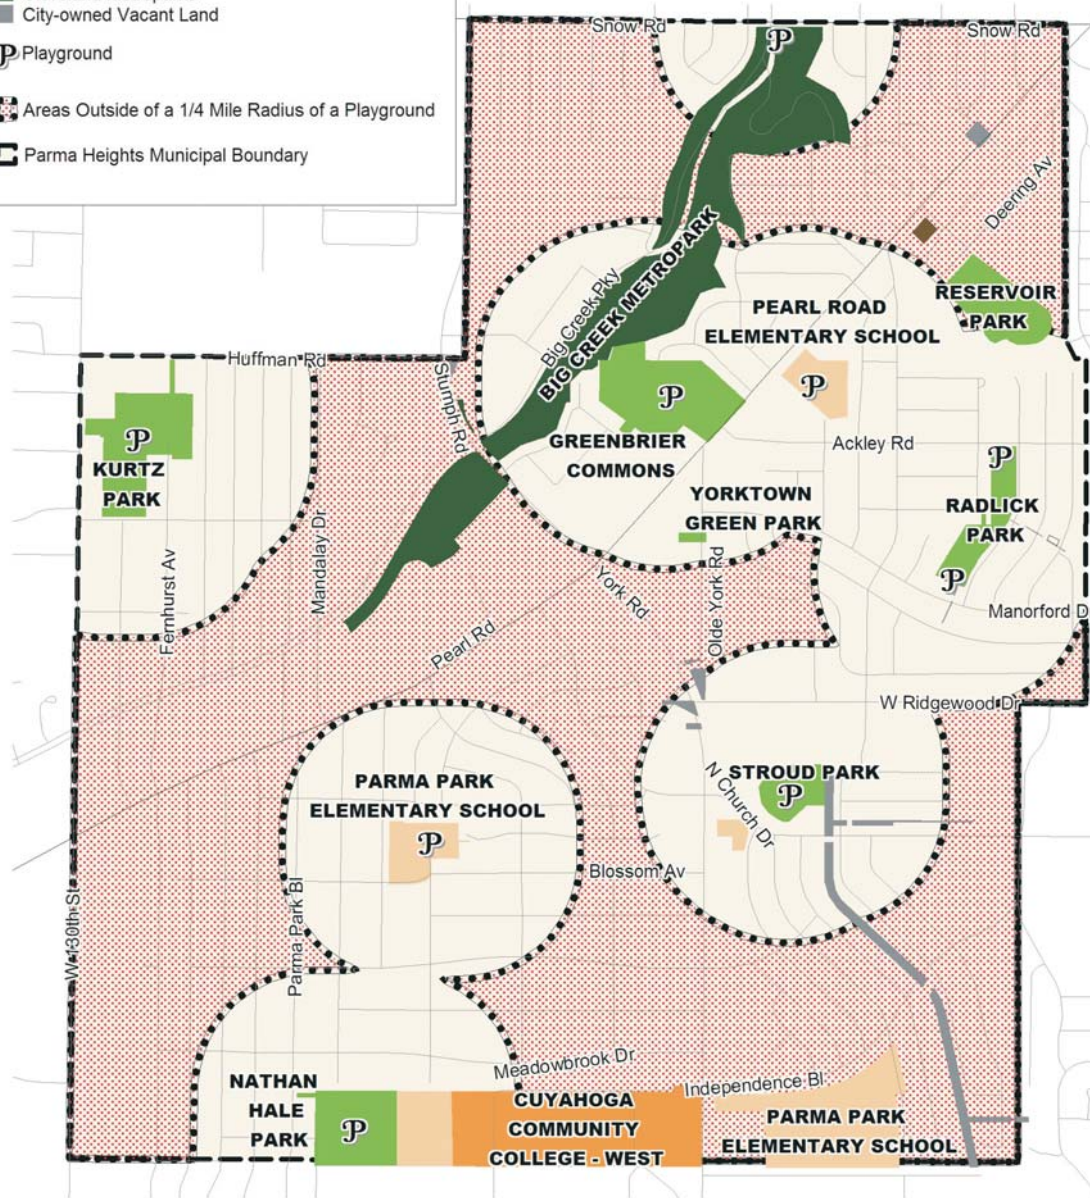 City-owned Vacant Land
P Playground
Areas Outside of a 1/4 Mile Radius of a Playground
Parma Heights Municipal Boundary
Snow Rd
Snow Rd
P
Deering Av
BIG CREEK METROPARK
Big Creek Pky
RESERVOIR
PARK
PEARL ROAD
ELEMENTARY SCHOOL
P
Huffman Rd
Stumph Rd
P
KURTZ
PARK
P
GREENBRIER
COMMONS
Ackley Rd
YORKTOWN
GREEN PARK
P
RADLICK
PARK
P
Manorford D
Fernhurst Av
Mandalay Dr
York Rd
Olde York Rd
Pearl Rd
W Ridgewood Dr
PARMA PARK
ELEMENTARY SCHOOL
P
STROUD PARK
P
N Church Dr
Blossom Av
W 130th St
Parma Park Bl
Meadowbrook Dr
Independence Bl
NATHAN
HALE
PARK
P
CUYAHOGA
COMMUNITY
COLLEGE - WEST
PARMA PARK
ELEMENTARY SCHOOL